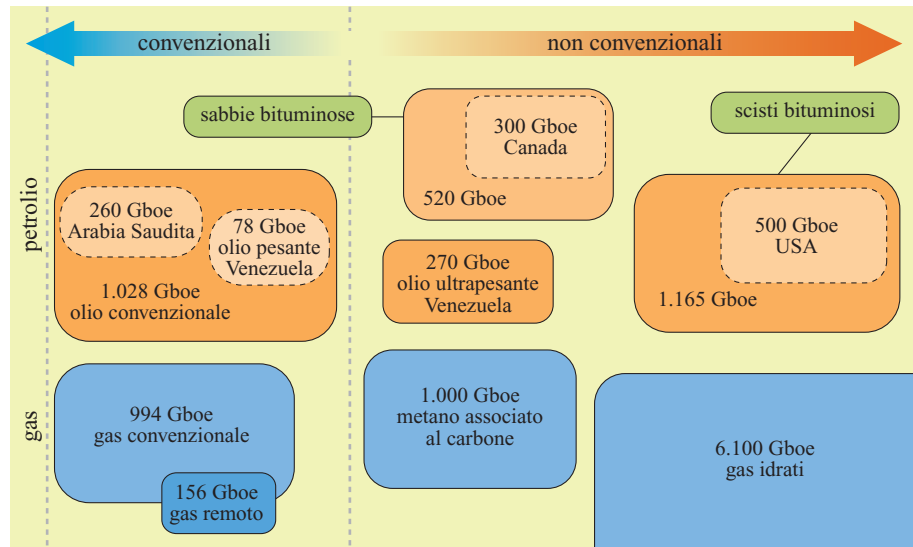 convenzionali
non convenzionali
petrolio
sabbie bituminose
300 Gboe
Canada
520 Gboe
scisti bituminosi
260 Gboe
Arabia Saudita
78 Gboe
olio pesante
Venezuela
1.028 Gboe
olio convenzionale
270 Gboe
olio ultrapesante
Venezuela
500 Gboe
USA
1.165 Gboe
gas
994 Gboe
gas convenzionale
156 Gboe
gas remoto
1.000 Gboe
metano associato
al carbone
6.100 Gboe
gas idrati